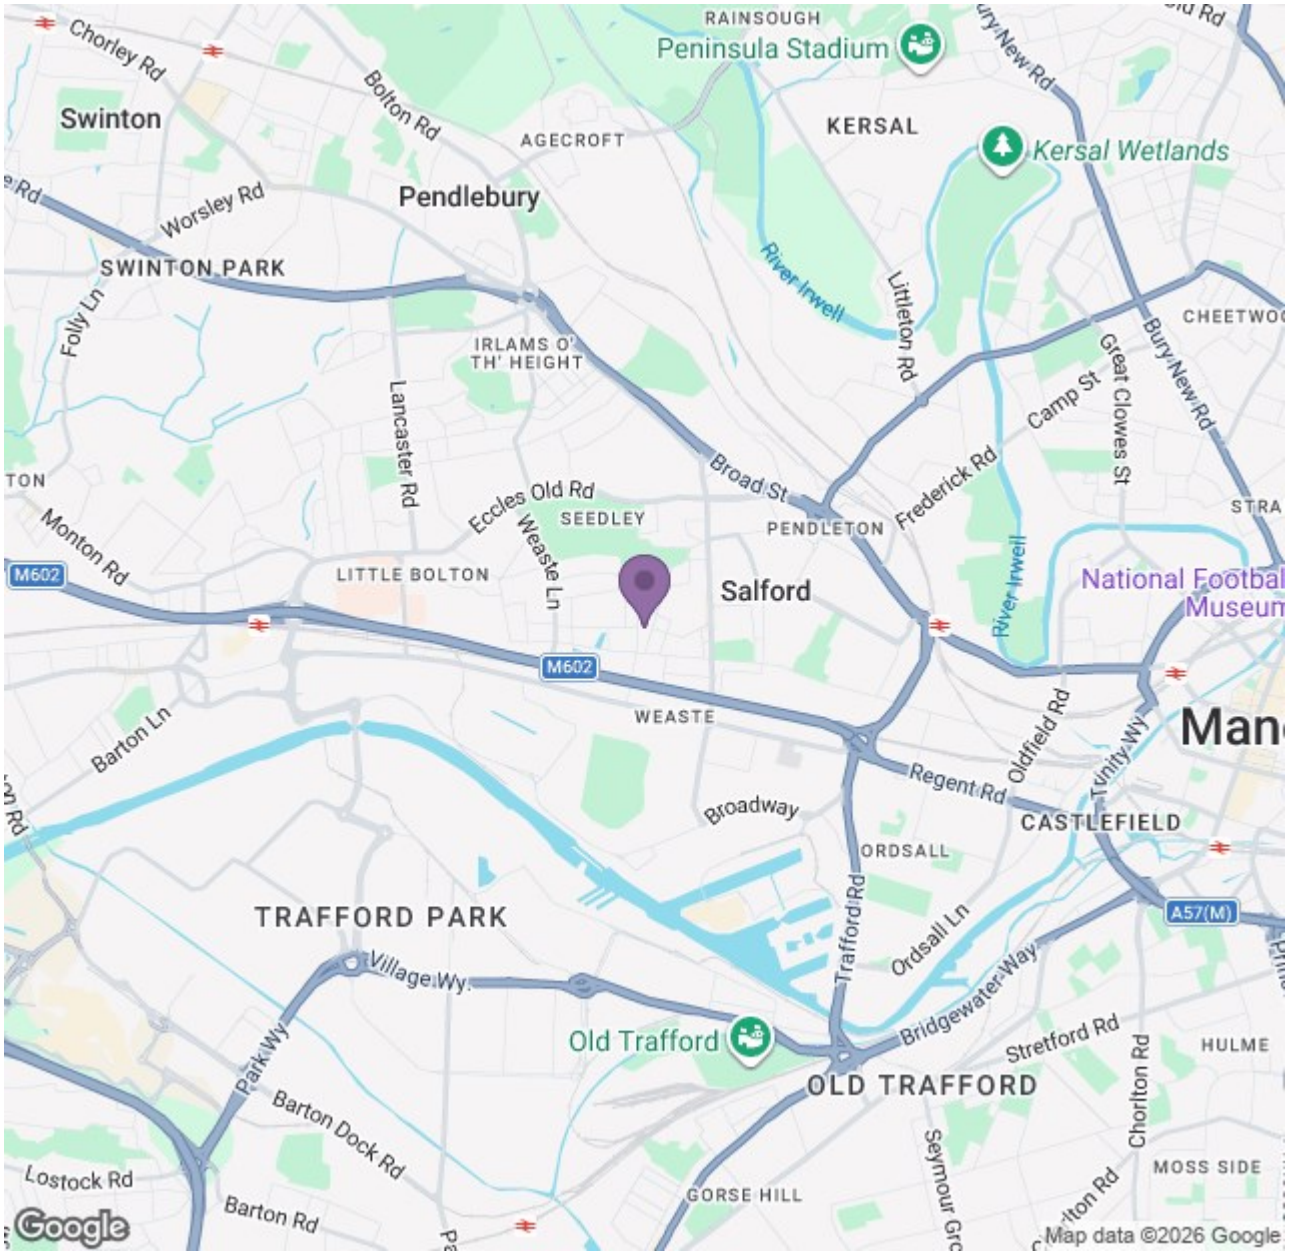 RAINSOUGH
Peninsula Stadium
Chorley Rd
Bury New Rd
Bolton Rd
Swinton
AGECROFT
KERSAL
Kersal Wetlands
Pendlebury
Worsley Rd
SWINTON PARK
River Irwell
Littleton Rd
Folly Ln
CHEETWOO
IRLAMS O'
TH' HEIGHT
Bury New Rd
Great Clowes St
Lancaster Rd
Camp St
Broad St
Frederick Rd
TON
Eccles Old Rd
SEEDLEY
PENDLETON
STRA
Monton Rd
Weaste Ln
River Irwell
M602
LITTLE BOLTON
Salford
National Footbal
Museum
M602
WEASTE
Barton Ln
Oldfield Rd
Trinity Wy
Man
Regent Rd
Broadway
CASTLEFIELD
ORDSALL
TRAFFORD PARK
Trafford Rd
Ordsall Ln
A57(M)
Village Wy
Bridgewater Way
Old Trafford
Stretford Rd
HULME
Park Wy
OLD TRAFFORD
Chorlton Rd
Barton Dock Rd
Seymour Gro
MOSS SIDE
Lostock Rd
GORSE HILL
Barton Rd
Google
Map data ©2026 Google